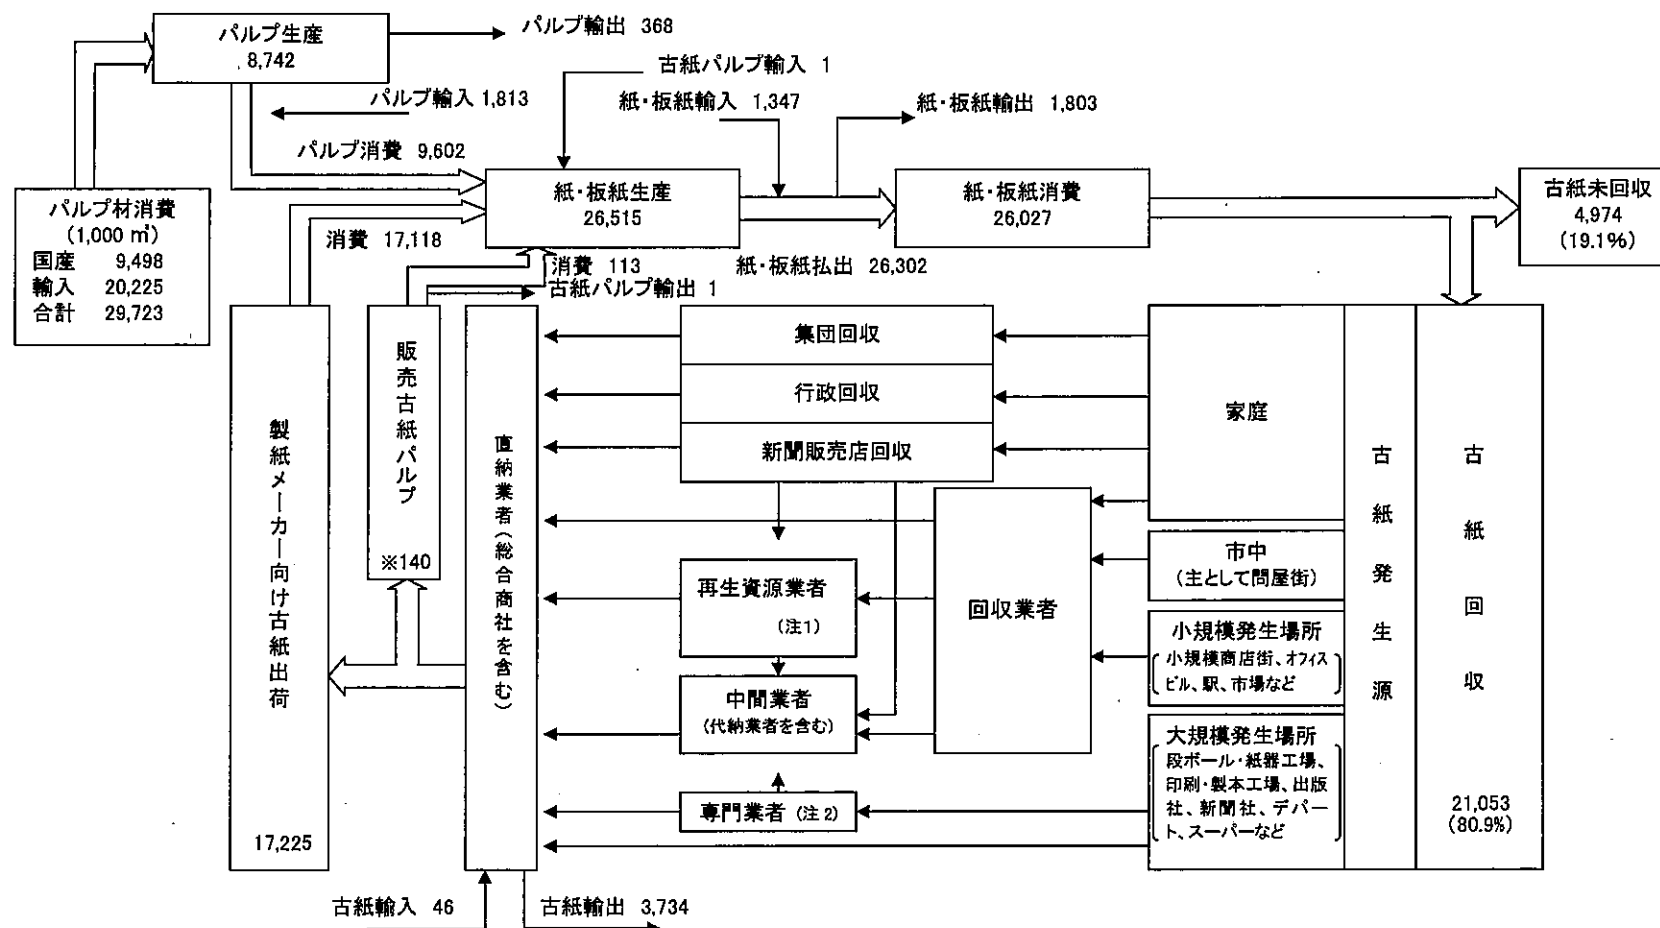 パルプ生産
8,742
パルプ輸出 368
古紙パルプ輸入 1
パルプ輸入 1,813
紙・板紙輸入 1,347
紙・板紙輸出 1,803
パルプ消費 9,602
パルプ材消費
(1,000 ㎥)
国産 9,498
輸入 20,225
合計 29,723
紙・板紙生産
26,515
紙・板紙消費
26,027
古紙未回収
4,974
(19.1%)
消費 17,118
消費 113
紙・板紙払出 26,302
古紙パルプ輸出 1
製紙メーカー向け古紙出荷
17,225
販売古紙パルプ
※140
直納業者(総合商社を含む)
集団回収
行政回収
新聞販売店回収
再生資源業者
(注1)
中間業者
(代納業者を含む)
専門業者 (注2)
回収業者
家庭
市中
(主として問屋街)
小規模発生場所
小規模商店街、オフィス
ビル、駅、市場など
大規模発生場所
段ボール・紙器工場、
印刷・製本工場、出版
社、新聞社、デパー
ト、スーパーなど
古紙発生源
古紙回収
21,053
(80.9%)
古紙輸入 46
古紙輸出 3,734